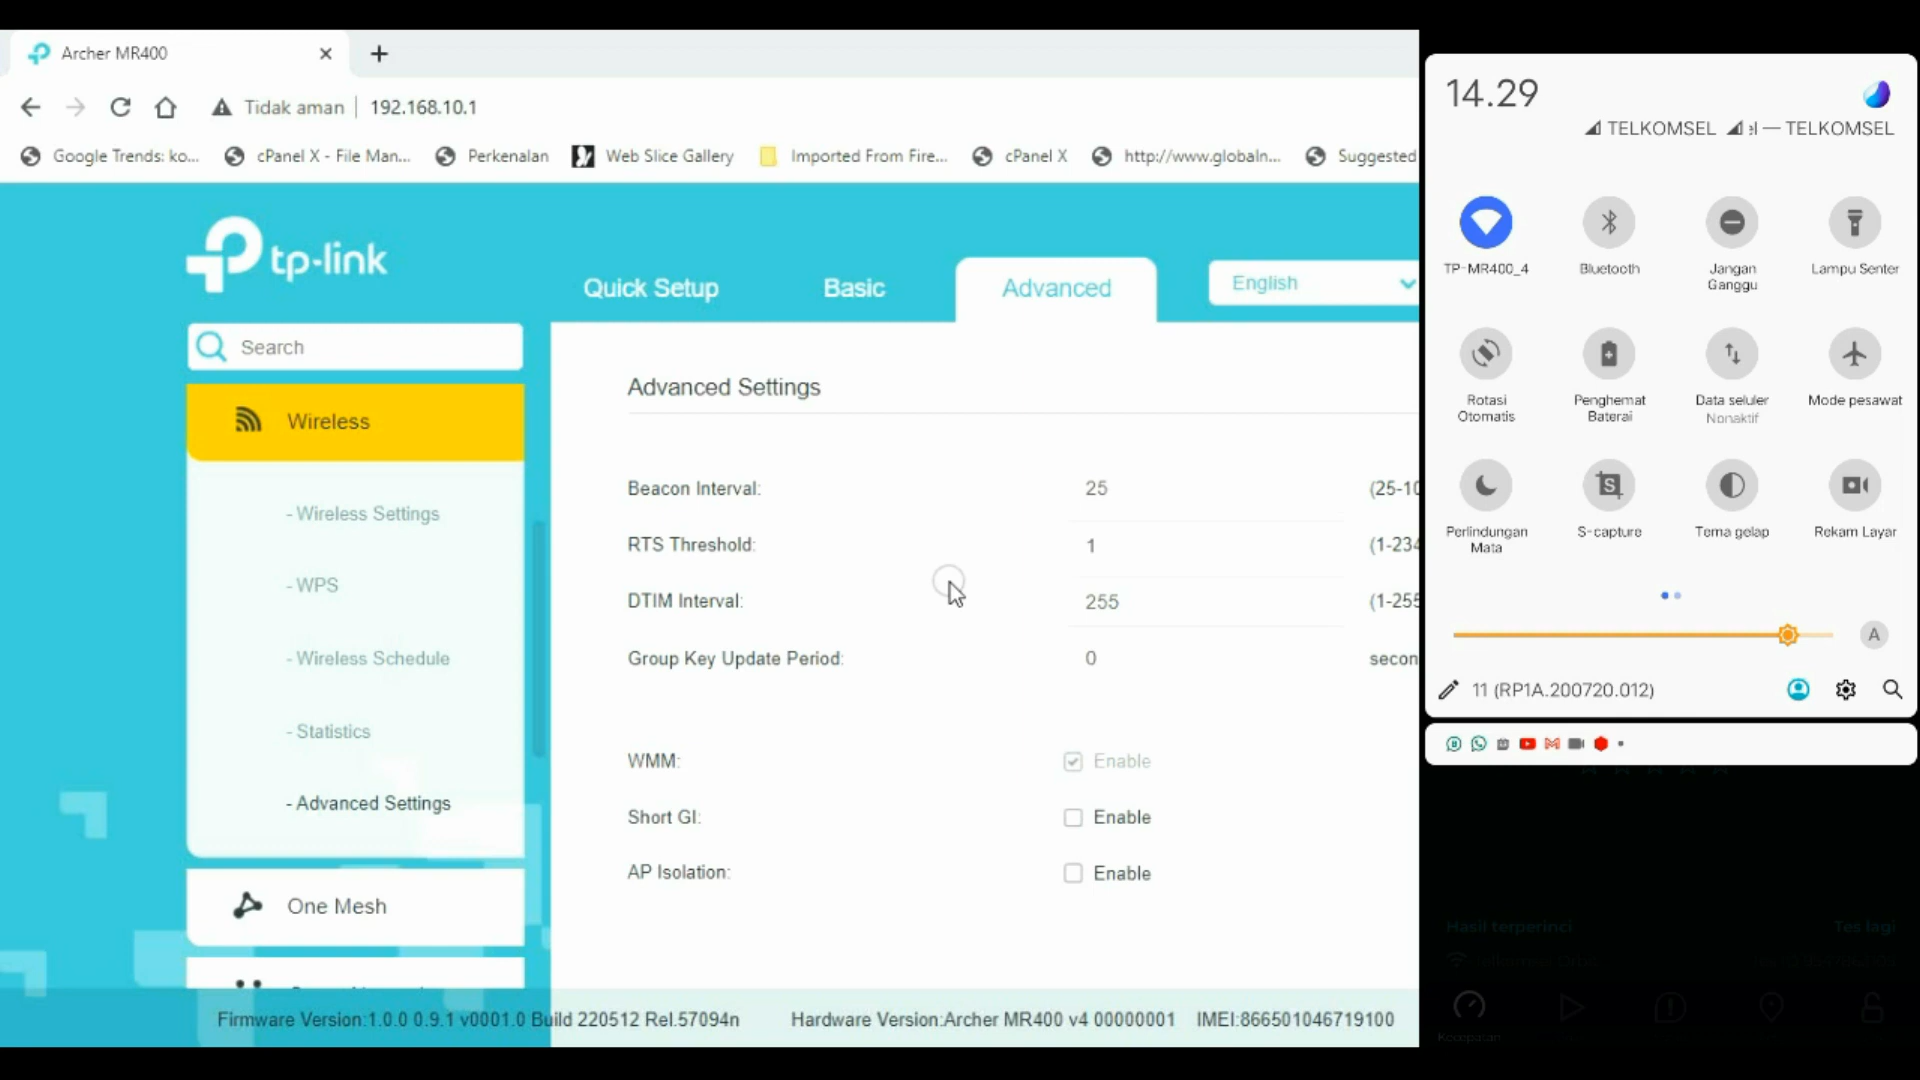 Archer MR400
Tidak aman 192.168.10.1
Google Trends: ko... cPanel X - File Man... Perkenalan Web Slice Gallery Imported From Fire... cPanel X http://www.globaln... Suggested
tp-link
Quick Setup Basic Advanced English
Search
Wireless
- Wireless Settings
- WPS
- Wireless Schedule
- Statistics
- Advanced Settings
One Mesh
Advanced Settings
Beacon Interval: 25 (25-10
RTS Threshold: 1 (1-234
DTIM Interval: 255 (1-255
Group Key Update Period: 0 secon
WMM: Enable
Short GI: Enable
AP Isolation: Enable
Firmware Version:1.0.0 0.9.1 v0001.0 Build 220512 Rel.57094n Hardware Version:Archer MR400 v4 00000001 IMEI:866501046719100
14.29
TELKOMSEL el — TELKOMSEL
TP-MR400_4 Bluetooth Jangan Ganggu Lampu Senter
Rotasi Otomatis Penghemat Baterai Data seluler Nonaktif Mode pesawat
Perlindungan Mata S-capture Tema gelap Rekam Layar
A
11 (RP1A.200720.012)
Hasil terperinci Tes lagi
Kecepatan